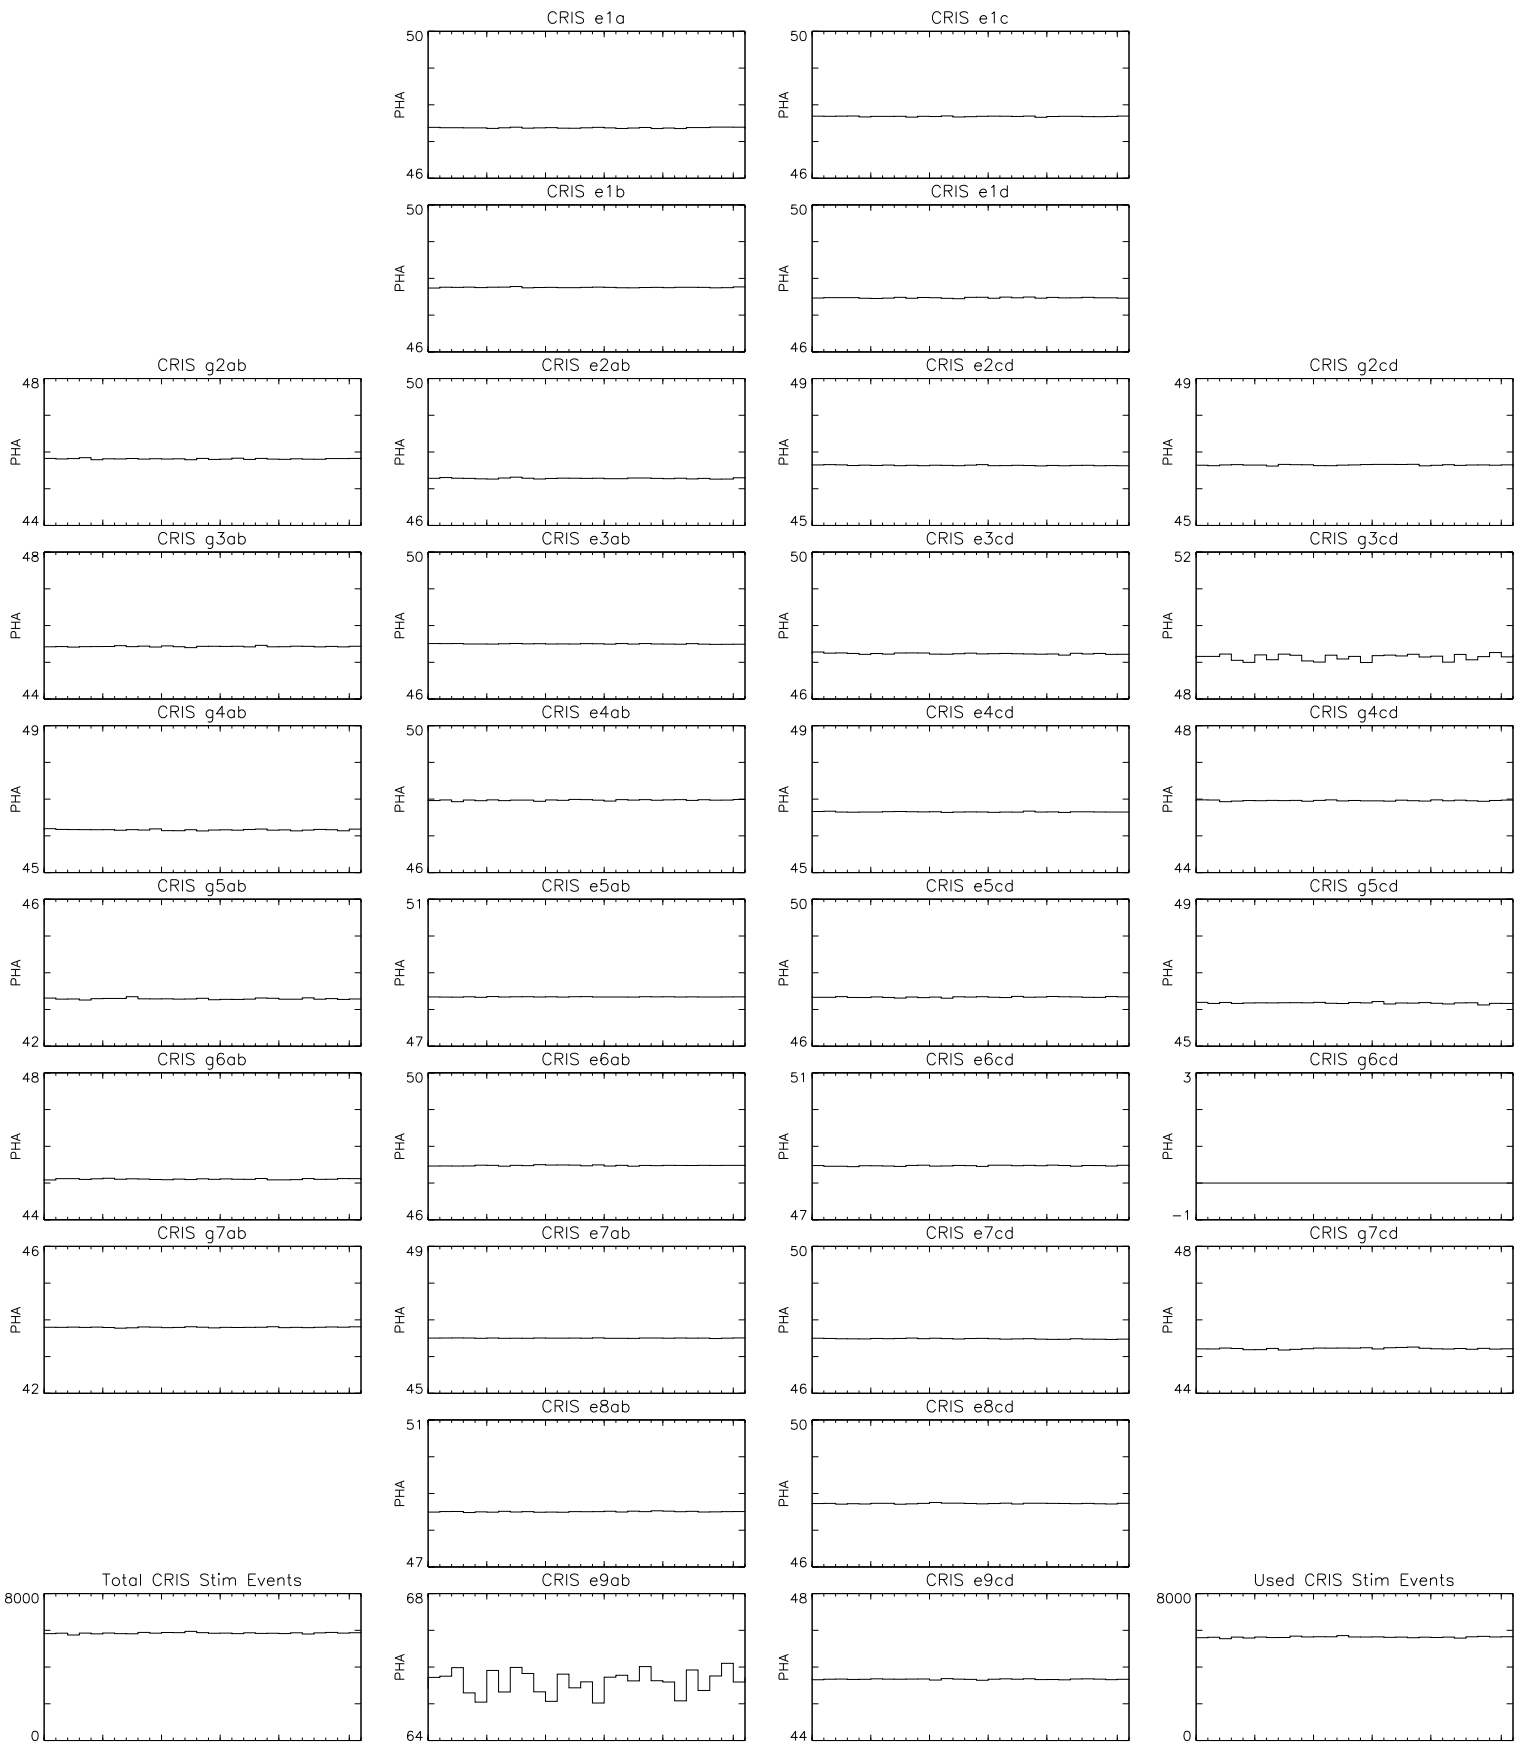 CRIS e1a
CRIS e1c
50
PHA
46
50
PHA
46
CRIS e1b
CRIS e1d
50
PHA
46
50
PHA
46
CRIS g2ab
CRIS e2ab
CRIS e2cd
CRIS g2cd
48
PHA
44
50
PHA
46
49
PHA
45
49
PHA
45
CRIS g3ab
CRIS e3ab
CRIS e3cd
CRIS g3cd
48
PHA
44
50
PHA
46
50
PHA
46
52
PHA
48
CRIS g4ab
CRIS e4ab
CRIS e4cd
CRIS g4cd
49
PHA
45
50
PHA
46
49
PHA
45
48
PHA
44
CRIS g5ab
CRIS e5ab
CRIS e5cd
CRIS g5cd
46
PHA
42
51
PHA
47
50
PHA
46
49
PHA
45
CRIS g6ab
CRIS e6ab
CRIS e6cd
CRIS g6cd
48
PHA
44
50
PHA
46
51
PHA
47
3
PHA
-1
CRIS g7ab
CRIS e7ab
CRIS e7cd
CRIS g7cd
46
PHA
42
49
PHA
45
50
PHA
46
48
PHA
44
CRIS e8ab
CRIS e8cd
51
PHA
47
50
PHA
46
Total CRIS Stim Events
CRIS e9ab
CRIS e9cd
Used CRIS Stim Events
8000
0
68
PHA
64
48
PHA
44
8000
0